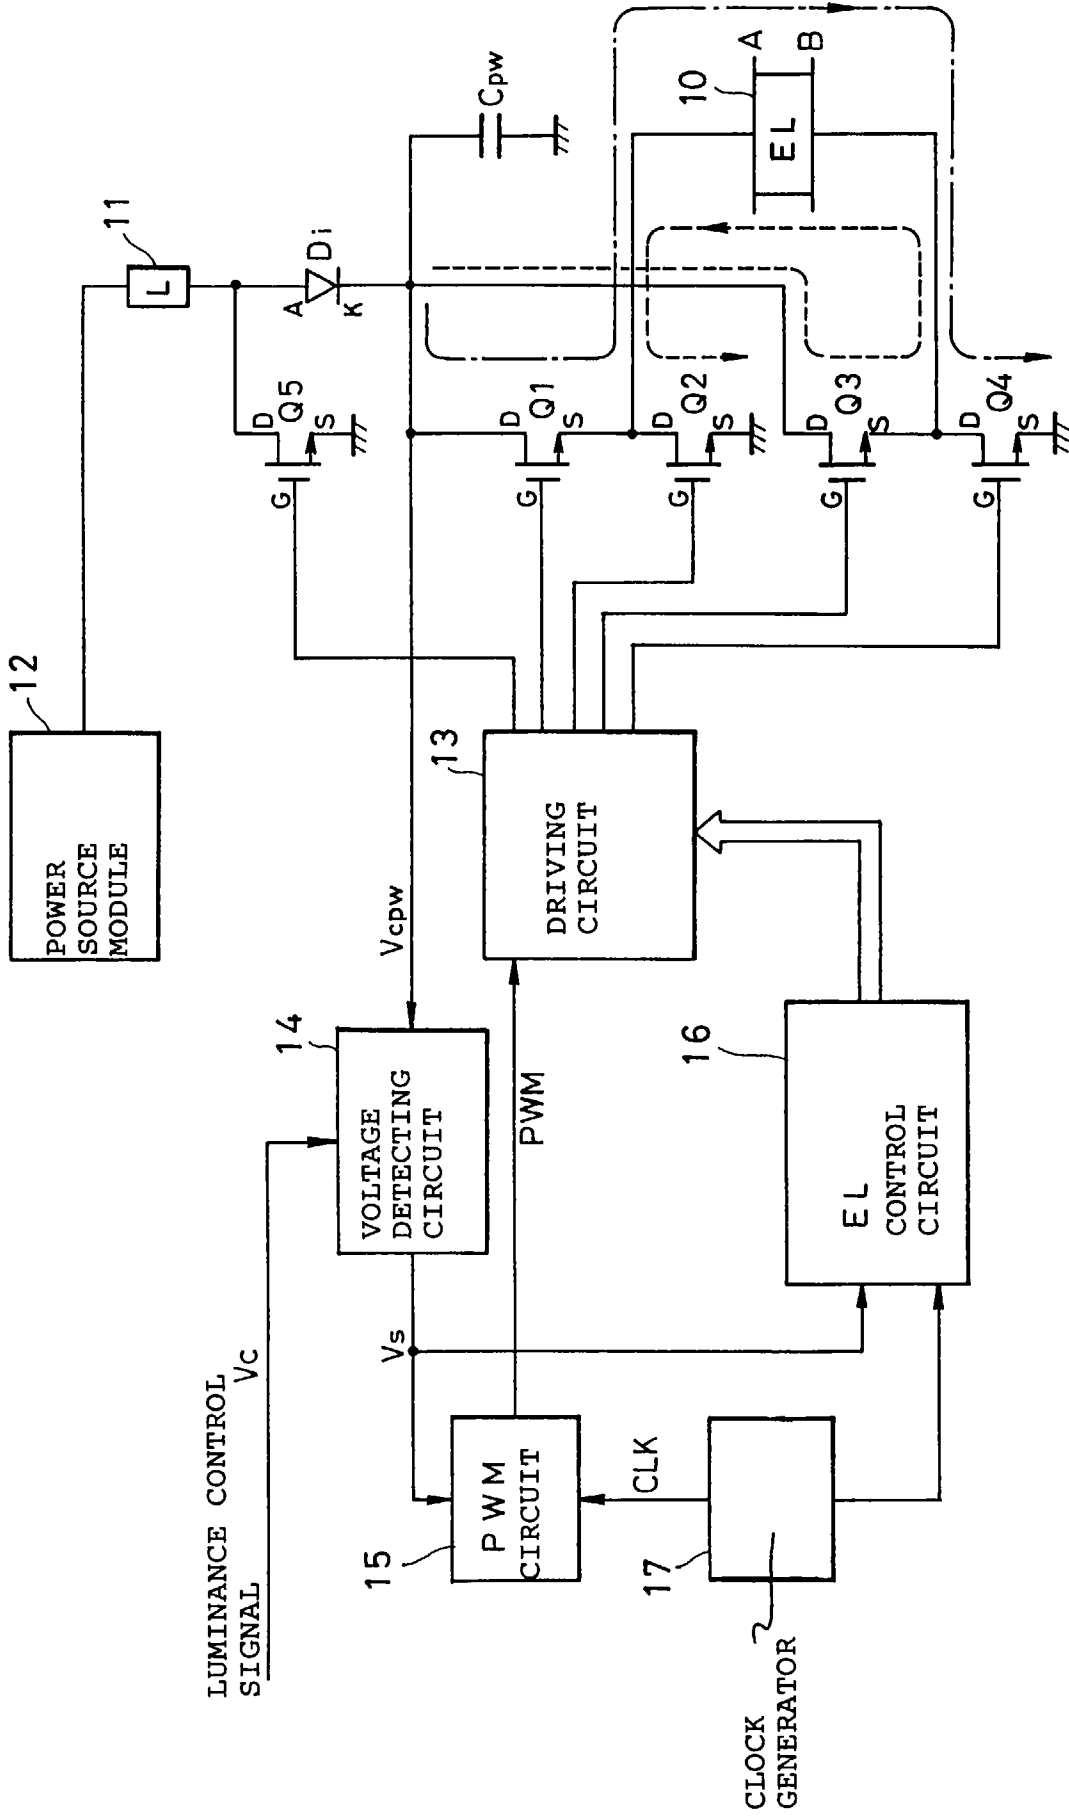 POWER
SOURCE
MODULE
12
11
L
A
Di
K
Cpw
D
Q5
S
G
LUMINANCE CONTROL
SIGNAL
Vc
14
VOLTAGE
DETECTING
CIRCUIT
Vcpw
Vs
15
PWM
CIRCUIT
PWM
13
DRIVING
CIRCUIT
D
Q1
S
G
D
Q2
S
G
D
Q3
S
G
D
Q4
S
G
10
EL
A
B
CLK
17
CLOCK
GENERATOR
16
EL
CONTROL
CIRCUIT